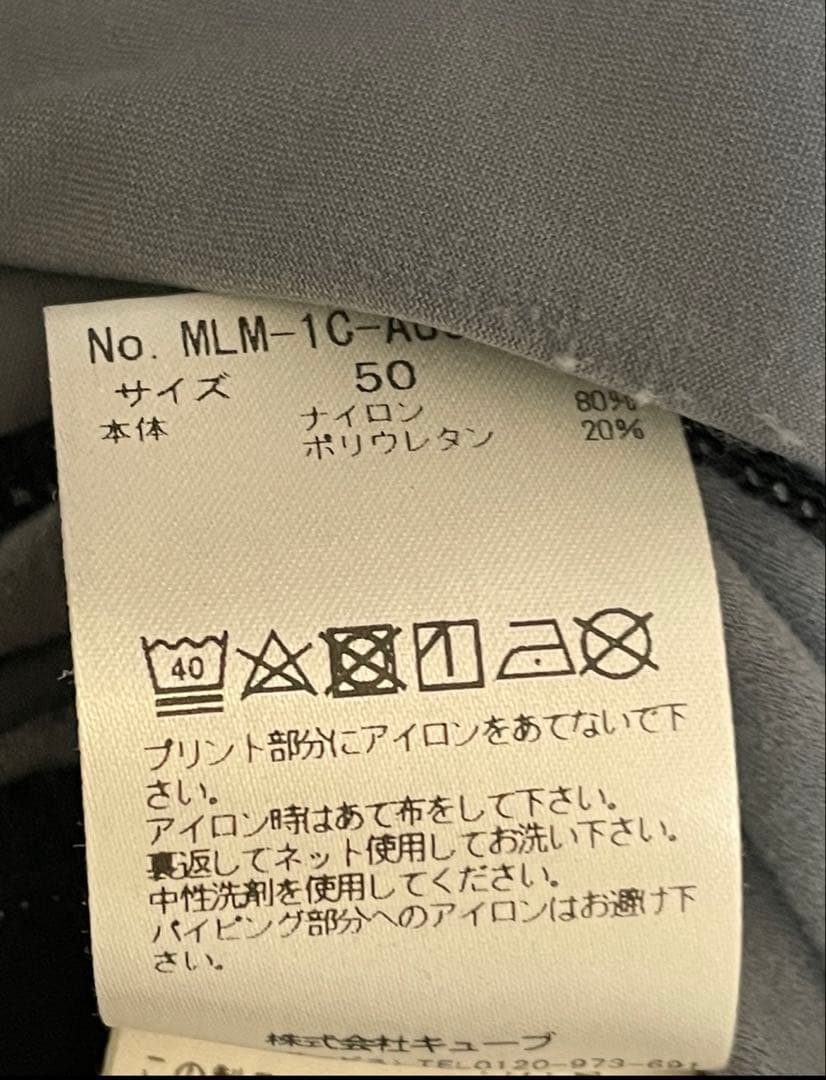 No. MLM-1C-A
サイズ 50
本体 ナイロン 80%
ポリウレタン 20%
40
プリント部分にアイロンをあてないで下
さい。
アイロン時はあて布をして下さい。
裏返してネット使用してお洗い下さい。
中性洗剤を使用してください。
パイピング部分へのアイロンはお避け下
さい。
株式会社キューブ
TEL0120-973-691
この製